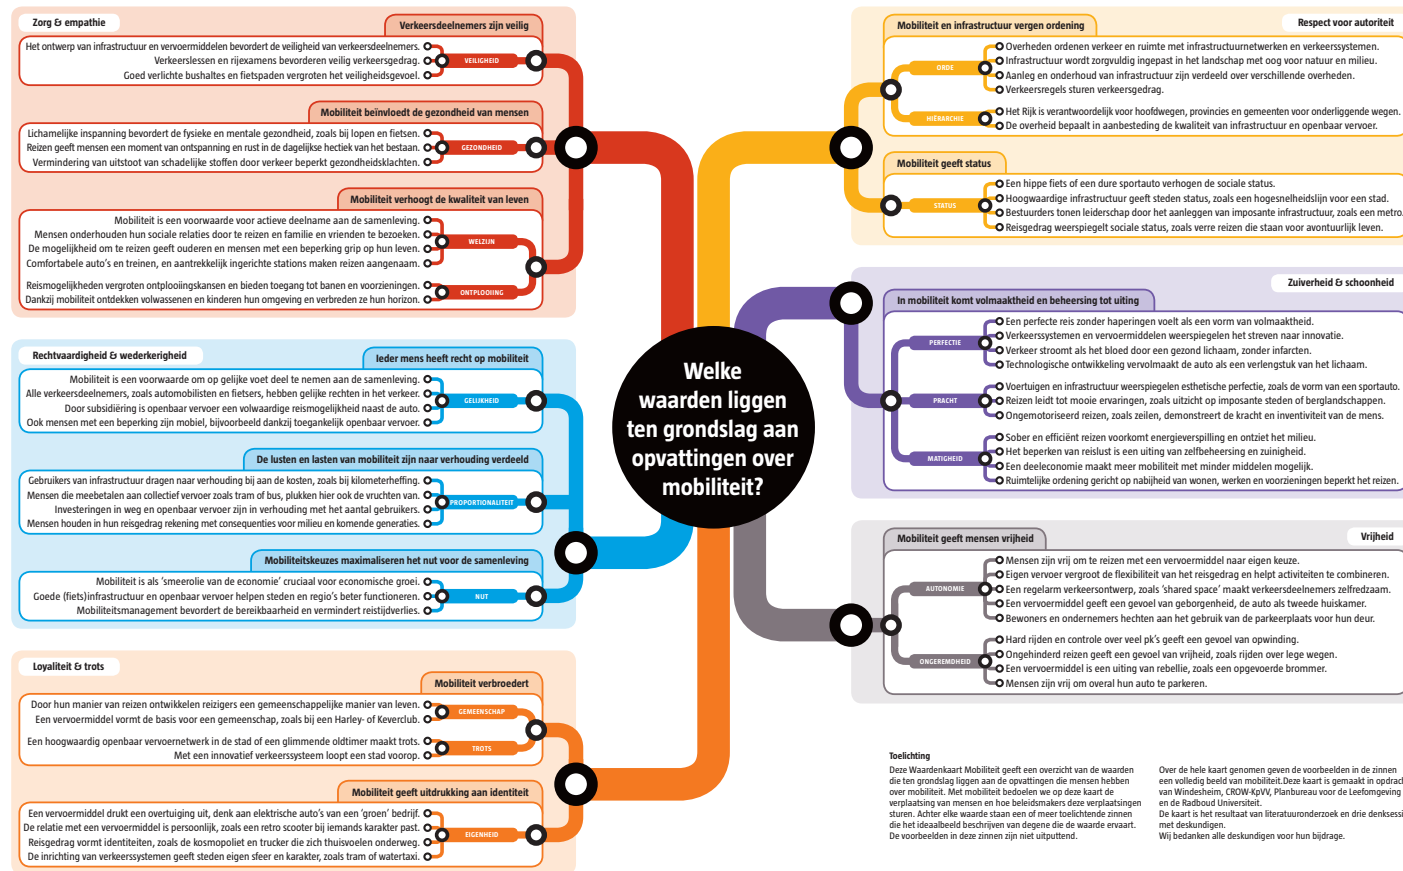 Zorg & empathie
Verkeersdeelnemers zijn veilig
Het ontwerp van infrastructuur en vervoermiddelen bevordert de veiligheid van verkeersdeelnemers.
Verkeerslessen en rijexamens bevorderen veilig verkeersgedrag.
Goed verlichte bushaltes en fietspaden vergroten het veiligheidsgevoel.
VEILIGHEID
Mobiliteit beïnvloedt de gezondheid van mensen
Lichamelijke inspanning bevordert de fysieke en mentale gezondheid, zoals bij lopen en fietsen.
Reizen geeft mensen een moment van ontspanning en rust in de dagelijkse hectiek van het bestaan.
Vermindering van uitstoot van schadelijke stoffen door verkeer beperkt gezondheidsklachten.
GEZONDHEID
Mobiliteit verhoogt de kwaliteit van leven
Mobiliteit is een voorwaarde voor actieve deelname aan de samenleving.
Mensen onderhouden hun sociale relaties door te reizen en familie en vrienden te bezoeken.
De mogelijkheid om te reizen geeft ouderen en mensen met een beperking grip op hun leven.
Comfortabele auto's en treinen, en aantrekkelijk ingerichte stations maken reizen aangenaam.
WELZIJN
Reismogelijkheden vergroten ontplooiingskansen en bieden toegang tot banen en voorzieningen.
Dankzij mobiliteit ontdekken volwassenen en kinderen hun omgeving en verbreden ze hun horizon.
ONTPLOOIING
Rechtvaardigheid & wederkerigheid
Ieder mens heeft recht op mobiliteit
Mobiliteit is een voorwaarde om op gelijke voet deel te nemen aan de samenleving.
Alle verkeersdeelnemers, zoals automobilisten en fietsers, hebben gelijke rechten in het verkeer.
Door subsidiëring is openbaar vervoer een volwaardige reismogelijkheid naast de auto.
Ook mensen met een beperking zijn mobiel, bijvoorbeeld dankzij toegankelijk openbaar vervoer.
GELIJKHEID
De lusten en lasten van mobiliteit zijn naar verhouding verdeeld
Gebruikers van infrastructuur dragen naar verhouding bij aan de kosten, zoals bij kilometerheffing.
Mensen die meebetalen aan collectief vervoer zoals tram of bus, plukken hier ook de vruchten van.
Investeringen in weg en openbaar vervoer zijn in verhouding met het aantal gebruikers.
Mensen houden in hun reisgedrag rekening met consequenties voor milieu en komende generaties.
PROPORTIONALITEIT
Mobiliteitskeuzes maximaliseren het nut voor de samenleving
Mobiliteit is als 'smeerolie van de economie' cruciaal voor economische groei.
Goede (fiets)infrastructuur en openbaar vervoer helpen steden en regio's beter functioneren.
Mobiliteitsmanagement bevordert de bereikbaarheid en vermindert reistijdverlies.
NUT
Loyaliteit & trots
Mobiliteit verbroedert
Door hun manier van reizen ontwikkelen reizigers een gemeenschappelijke manier van leven.
Een vervoermiddel vormt de basis voor een gemeenschap, zoals bij een Harley- of Keverclub.
GEMEENSCHAP
Een hoogwaardig openbaar vervoernetwerk in de stad of een glimmende oldtimer maakt trots.
Met een innovatief verkeerssysteem loopt een stad voorop.
TROTS
Mobiliteit geeft uitdrukking aan identiteit
Een vervoermiddel drukt een overtuiging uit, denk aan elektrische auto's van een 'groen' bedrijf.
De relatie met een vervoermiddel is persoonlijk, zoals een retro scooter bij iemands karakter past.
Reisgedrag vormt identiteiten, zoals de kosmopoliet en trucker die zich thuisvoelen onderweg.
De inrichting van verkeerssystemen geeft steden eigen sfeer en karakter, zoals tram of watertaxi.
EIGENHEID
Welke
waarden liggen
ten grondslag aan
opvattingen over
mobiliteit?
Respect voor autoriteit
Mobiliteit en infrastructuur vergen ordening
ORDE
Overheden ordenen verkeer en ruimte met infrastructuurnetwerken en verkeerssystemen.
Infrastructuur wordt zorgvuldig ingepast in het landschap met oog voor natuur en milieu.
Aanleg en onderhoud van infrastructuur zijn verdeeld over verschillende overheden.
Verkeersregels sturen verkeersgedrag.
HIËRARCHIE
Het Rijk is verantwoordelijk voor hoofdwegen, provincies en gemeenten voor onderliggende wegen.
De overheid bepaalt in aanbesteding de kwaliteit van infrastructuur en openbaar vervoer.
Mobiliteit geeft status
STATUS
Een hippe fiets of een dure sportauto verhogen de sociale status.
Hoogwaardige infrastructuur geeft steden status, zoals een hogesnelheidslijn voor een stad.
Bestuurders tonen leiderschap door het aanleggen van imposante infrastructuur, zoals een metro.
Reisgedrag weerspiegelt sociale status, zoals verre reizen die staan voor avontuurlijk leven.
Zuiverheid & schoonheid
In mobiliteit komt volmaaktheid en beheersing tot uiting
PERFECTIE
Een perfecte reis zonder haperingen voelt als een vorm van volmaaktheid.
Verkeerssystemen en vervoermiddelen weerspiegelen het streven naar innovatie.
Verkeer stroomt als het bloed door een gezond lichaam, zonder infarcten.
Technologische ontwikkeling vervolmaakt de auto als een verlengstuk van het lichaam.
PRACHT
Voertuigen en infrastructuur weerspiegelen esthetische perfectie, zoals de vorm van een sportauto.
Reizen leidt tot mooie ervaringen, zoals uitzicht op imposante steden of berglandschappen.
Ongemotoriseerd reizen, zoals zeilen, demonstreert de kracht en inventiviteit van de mens.
MATIGHEID
Sober en efficiënt reizen voorkomt energieverspilling en ontziet het milieu.
Het beperken van reislust is een uiting van zelfbeheersing en zuinigheid.
Een deeleconomie maakt meer mobiliteit met minder middelen mogelijk.
Ruimtelijke ordening gericht op nabijheid van wonen, werken en voorzieningen beperkt het reizen.
Vrijheid
Mobiliteit geeft mensen vrijheid
AUTONOMIE
Mensen zijn vrij om te reizen met een vervoermiddel naar eigen keuze.
Eigen vervoer vergroot de flexibiliteit van het reisgedrag en helpt activiteiten te combineren.
Een regelarm verkeersontwerp, zoals 'shared space' maakt verkeersdeelnemers zelfredzaam.
Een vervoermiddel geeft een gevoel van geborgenheid, de auto als tweede huiskamer.
Bewoners en ondernemers hechten aan het gebruik van de parkeerplaats voor hun deur.
ONGEREMDHEID
Hard rijden en controle over veel pk's geeft een gevoel van opwinding.
Ongehinderd reizen geeft een gevoel van vrijheid, zoals rijden over lege wegen.
Een vervoermiddel is een uiting van rebellie, zoals een opgevoerde brommer.
Mensen zijn vrij om overal hun auto te parkeren.
Toelichting
Deze Waardenkaart Mobiliteit geeft een overzicht van de waarden
die ten grondslag liggen aan de opvattingen die mensen hebben
over mobiliteit. Met mobiliteit bedoelen we op deze kaart de
verplaatsing van mensen en hoe beleidsmakers deze verplaatsingen
sturen. Achter elke waarde staan een of meer toelichtende zinnen
die het ideaalbeeld beschrijven van degene die de waarde ervaart.
De voorbeelden in deze zinnen zijn niet uitputtend.
Over de hele kaart genomen geven de voorbeelden in de zinnen
een volledig beeld van mobiliteit.Deze kaart is gemaakt in opdrach
van Windesheim, CROW-KpVV, Planbureau voor de Leefomgeving
en de Radboud Universiteit.
De kaart is het resultaat van literatuuronderzoek en drie denksessi
met deskundigen.
Wij bedanken alle deskundigen voor hun bijdrage.